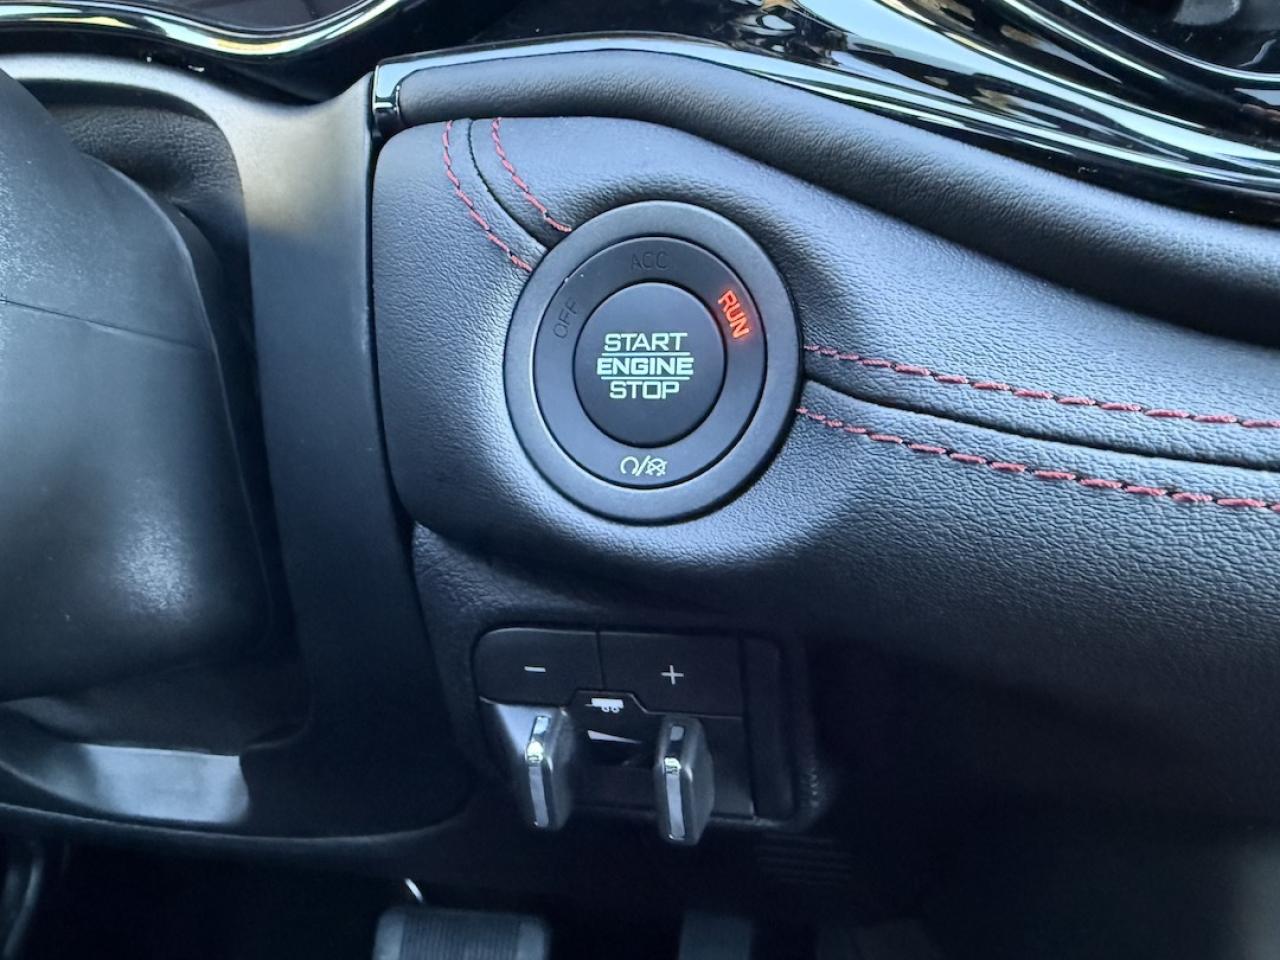 ACC
OFF
RUN
START
ENGINE
STOP
- +